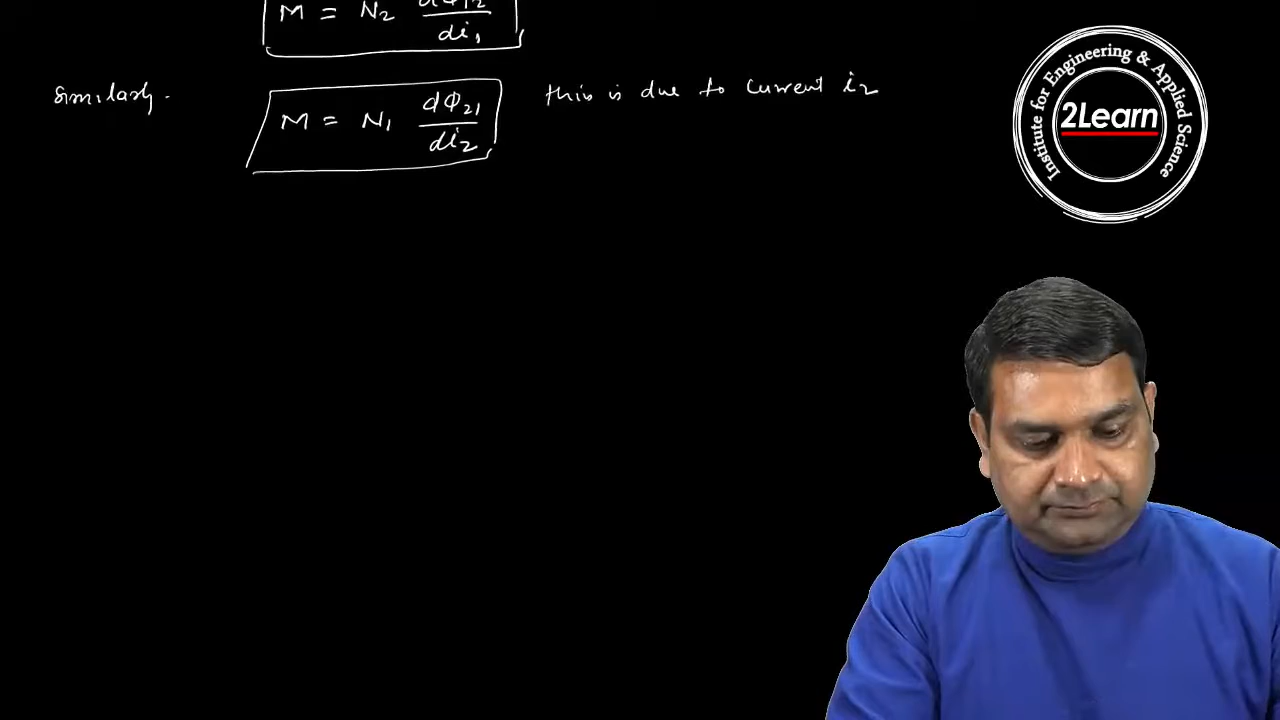 M = N₂ dΦ₁₂/di₁
Similarly. M = N₁ dΦ₂₁/di₂ this is due to current i₂
Institute for Engineering & Applied Science
2Learn